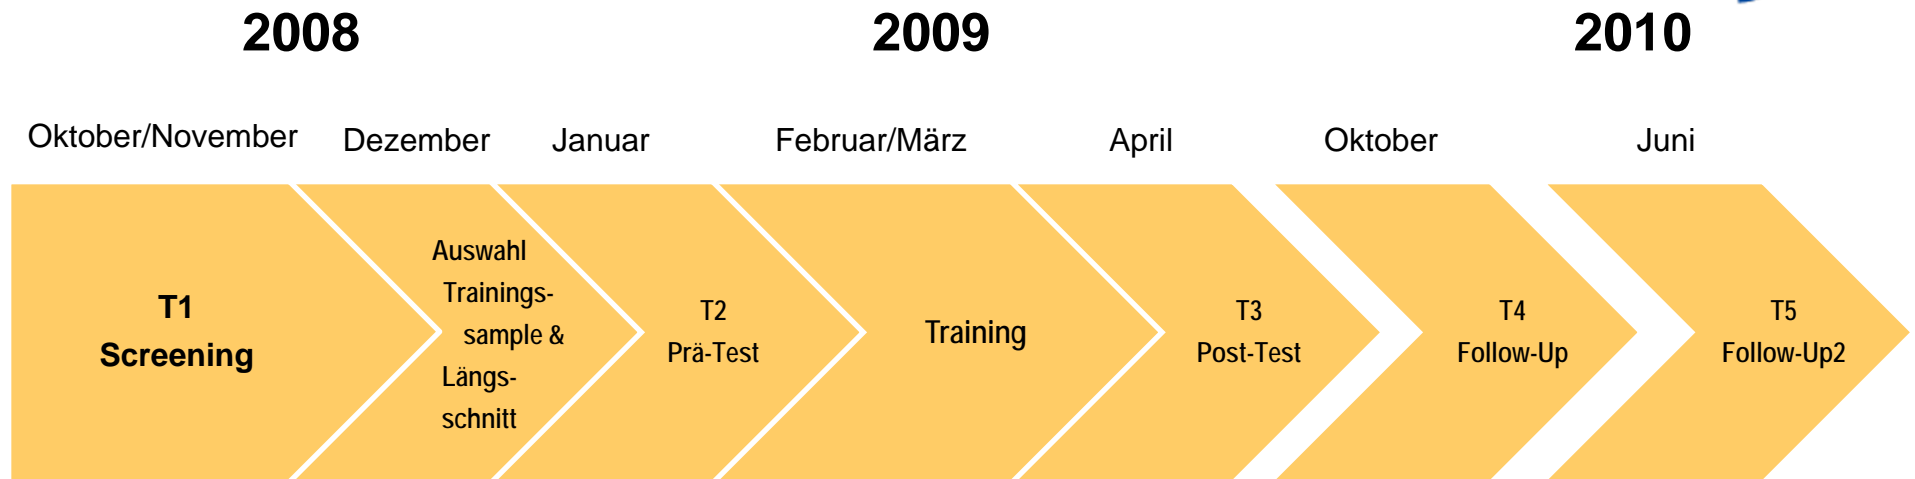 2008
2009
2010
Oktober/November
Dezember
Januar
Februar/März
April
Oktober
Juni
T1
Screening
Auswahl
Trainings-
sample &
Längs-
schnitt
T2
Prä-Test
Training
T3
Post-Test
T4
Follow-Up
T5
Follow-Up2